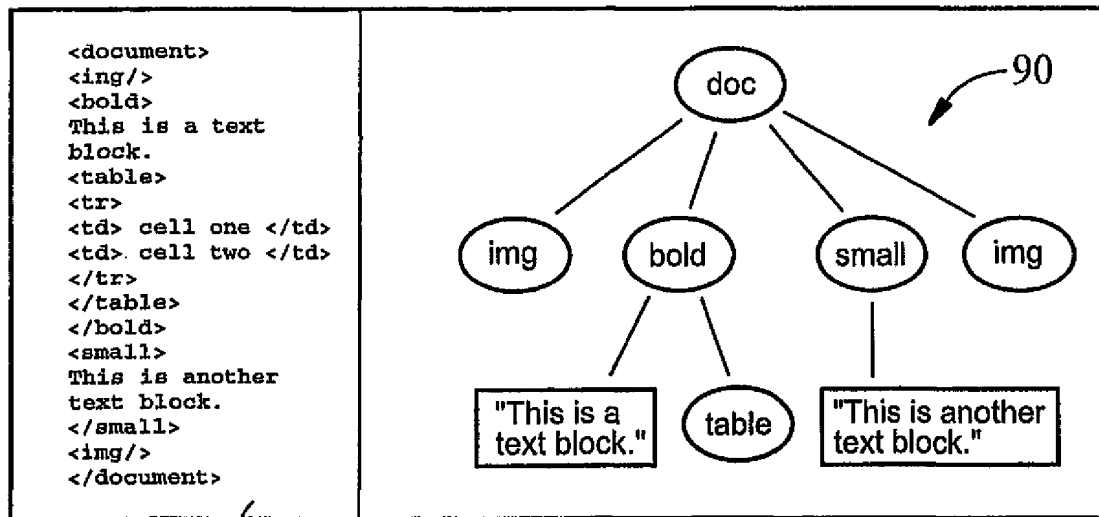 <document>
<ing/>
<bold>
This is a text
block.
<table>
<tr>
<td> cell one </td>
<td> cell two </td>
</tr>
</table>
</bold>
<small>
This is another
text block.
</small>
<img/>
</document>
90
doc
img
bold
small
img
"This is a
text block."
table
"This is another
text block."